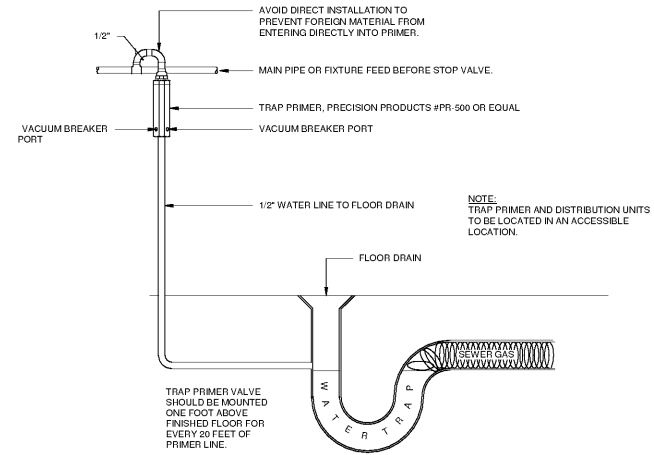 AVOID DIRECT INSTALLATION TO
PREVENT FOREIGN MATERIAL FROM
ENTERING DIRECTLY INTO PRIMER.
1/2"
MAIN PIPE OR FIXTURE FEED BEFORE STOP VALVE.
TRAP PRIMER, PRECISION PRODUCTS #PR-500 OR EQUAL
VACUUM BREAKER
PORT
VACUUM BREAKER PORT
1/2" WATER LINE TO FLOOR DRAIN
NOTE:
TRAP PRIMER AND DISTRIBUTION UNITS
TO BE LOCATED IN AN ACCESSIBLE
LOCATION.
FLOOR DRAIN
SEWER GAS
WATER TRAP
TRAP PRIMER VALVE
SHOULD BE MOUNTED
ONE FOOT ABOVE
FINISHED FLOOR FOR
EVERY 20 FEET OF
PRIMER LINE.